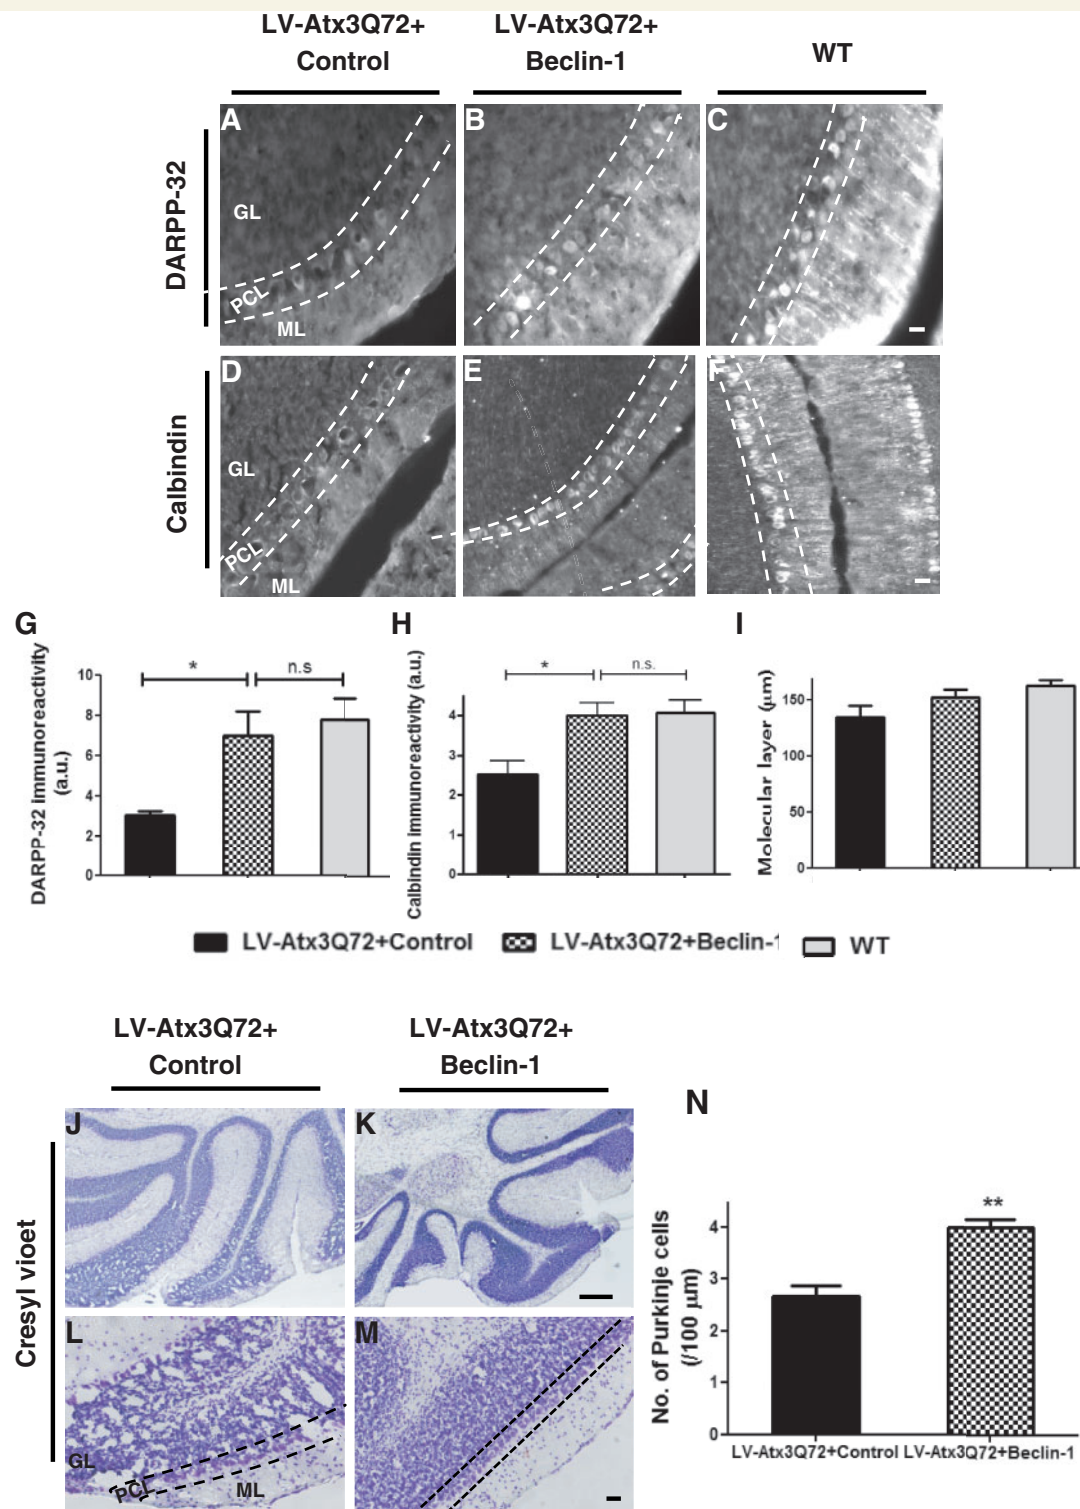 LV-Atx3Q72+
Control
LV-Atx3Q72+
Beclin-1
WT
DARPP-32
A
GL
PCL
ML
B
C
Calbindin
D
GL
PCL
ML
E
F
G
DARPP-32 immunoreactivity
(a.u.)
10
8
6
4
2
0
*
n.s
H
Calbindin immunoreactivity (a.u.)
4
3
2
1
0
*
n.s.
I
Molecular layer (μm)
150
100
50
0
LV-Atx3Q72+Control
LV-Atx3Q72+Beclin-1
WT
LV-Atx3Q72+
Control
LV-Atx3Q72+
Beclin-1
Cresyl vioet
J
K
L
GL
PCL
ML
M
N
No. of Purkinje cells
(/100 μm)
4
3
2
1
0
**
LV-Atx3Q72+Control LV-Atx3Q72+Beclin-1